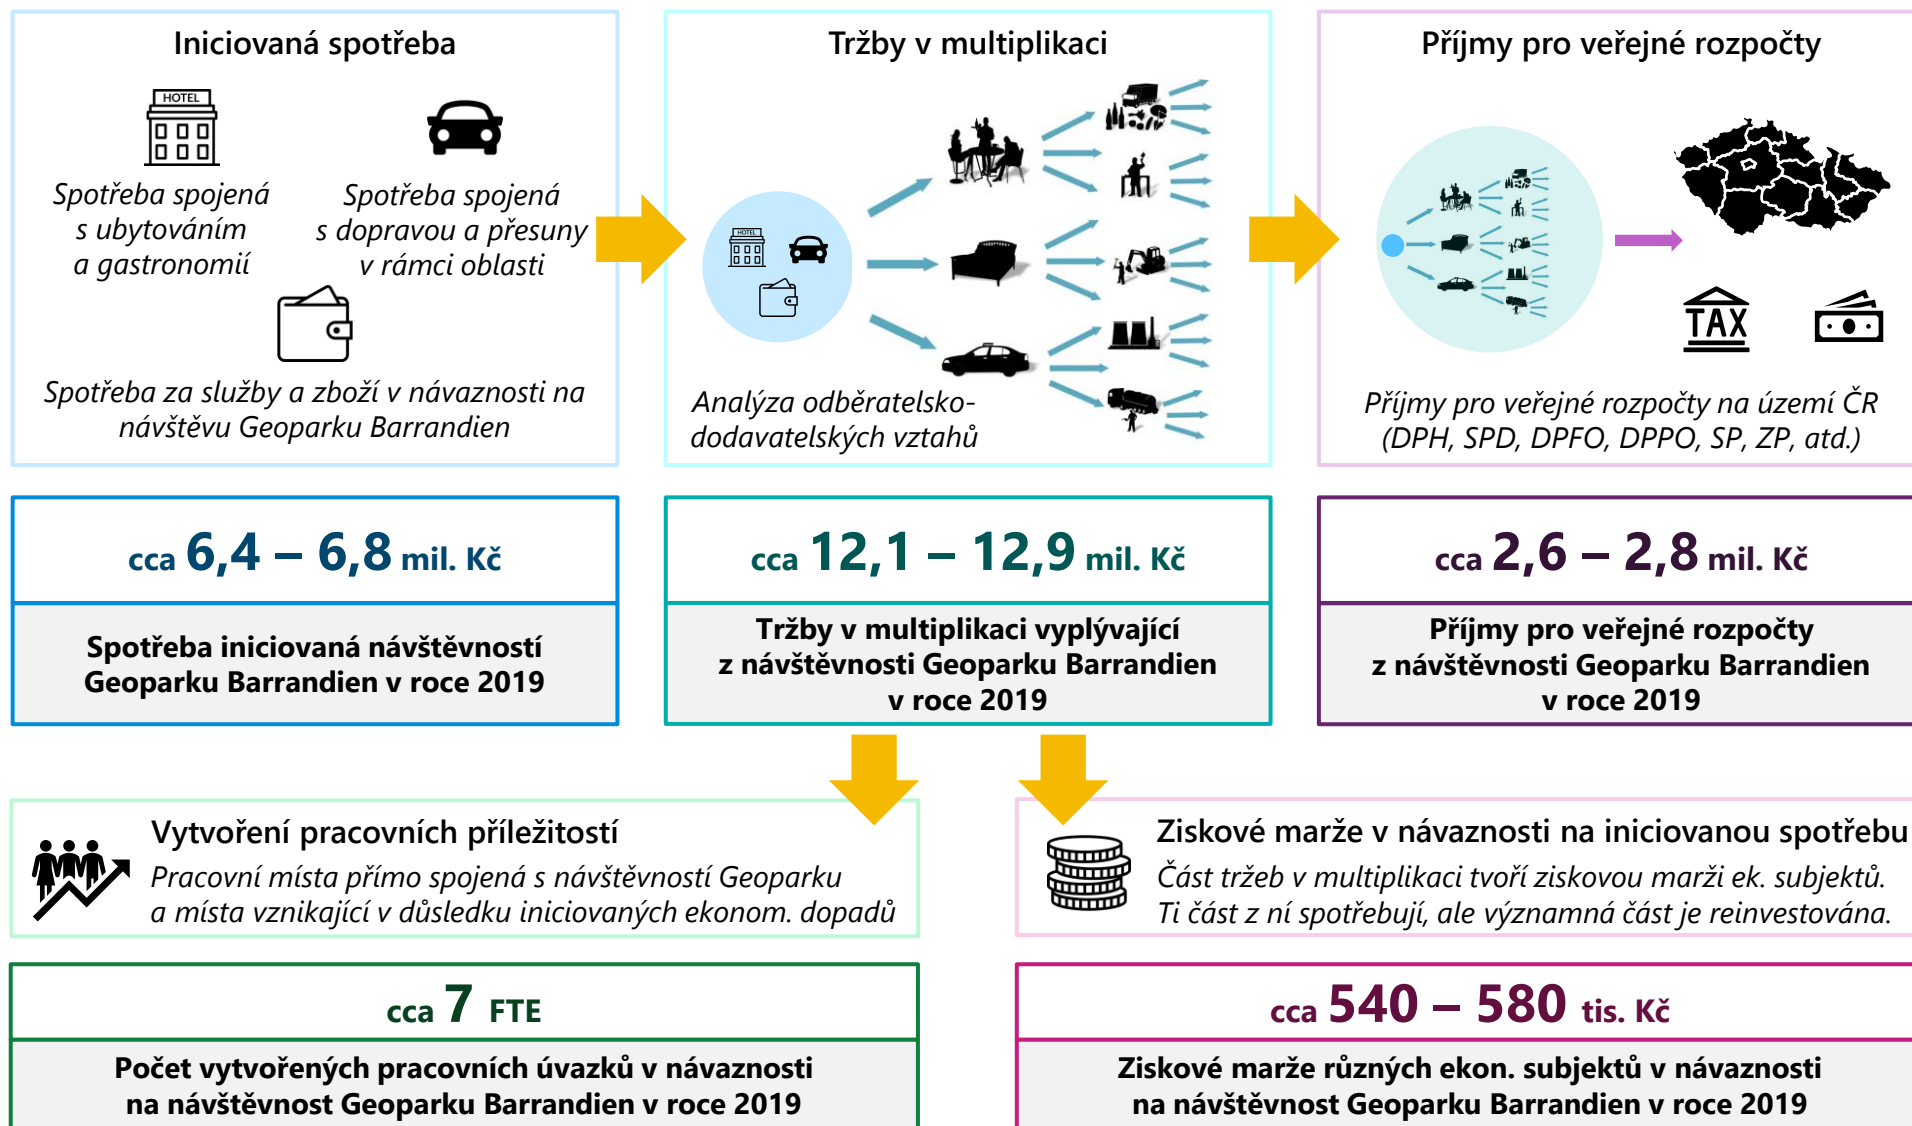 Iniciovaná spotřeba
HOTEL
Spotřeba spojená
s ubytováním
a gastronomií
Spotřeba spojená
s dopravou a přesuny
v rámci oblasti
Spotřeba za služby a zboží v návaznosti na
návštěvu Geoparku Barrandien
Tržby v multiplikaci
HOTEL
Analýza odběratelsko-
dodavatelských vztahů
Příjmy pro veřejné rozpočty
TAX
Příjmy pro veřejné rozpočty na území ČR
(DPH, SPD, DPFO, DPPO, SP, ZP, atd.)
cca 6,4 – 6,8 mil. Kč
Spotřeba iniciovaná návštěvností
Geoparku Barrandien v roce 2019
cca 12,1 – 12,9 mil. Kč
Tržby v multiplikaci vyplývající
z návštěvnosti Geoparku Barrandien
v roce 2019
cca 2,6 – 2,8 mil. Kč
Příjmy pro veřejné rozpočty
z návštěvnosti Geoparku Barrandien
v roce 2019
Vytvoření pracovních příležitostí
Pracovní místa přímo spojená s návštěvností Geoparku
a místa vznikající v důsledku iniciovaných ekonom. dopadů
Ziskové marže v návaznosti na iniciovanou spotřebu
Část tržeb v multiplikaci tvoří ziskovou marži ek. subjektů.
Ti část z ní spotřebují, ale významná část je reinvestována.
cca 7 FTE
Počet vytvořených pracovních úvazků v návaznosti
na návštěvnost Geoparku Barrandien v roce 2019
cca 540 – 580 tis. Kč
Ziskové marže různých ekon. subjektů v návaznosti
na návštěvnost Geoparku Barrandien v roce 2019